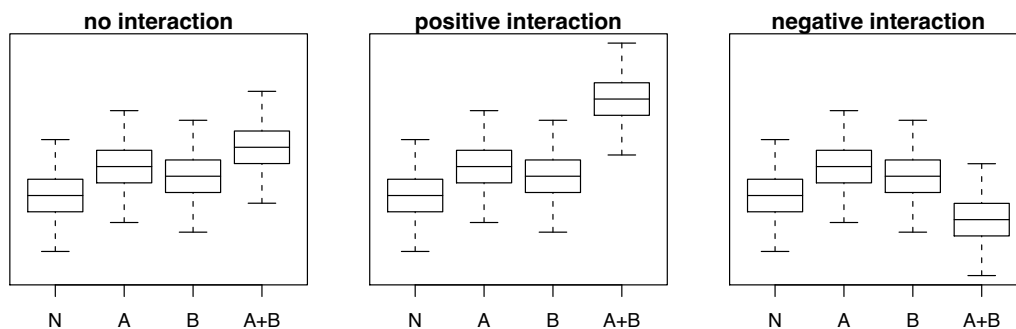 no interaction
N A B A+B
positive interaction
N A B A+B
negative interaction
N A B A+B